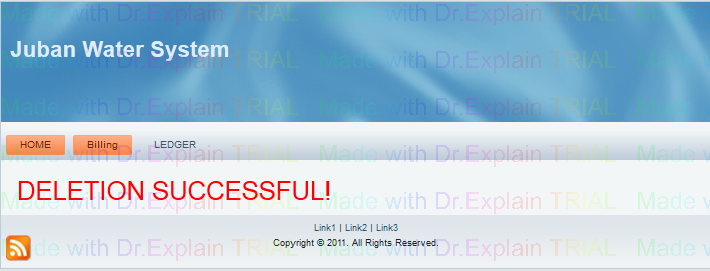 Made with Dr.Explain TRIAL Made with Dr.Explain TRIAL
Juban Water System
Made with Dr.Explain TRIAL Made with Dr.Explain TRIAL
Made with Dr.Explain TRIAL Made with Dr.Explain TRIAL
HOME Billing LEDGER
Made with Dr.Explain TRIAL Made with Dr.Explain TRIAL
DELETION SUCCESSFUL!
Made with Dr.Explain TRIAL Made with Dr.Explain TRIAL
Link1 | Link2 | Link3
Copyright © 2011. All Rights Reserved.
Made with Dr.Explain TRIAL Made with Dr.Explain TRIAL